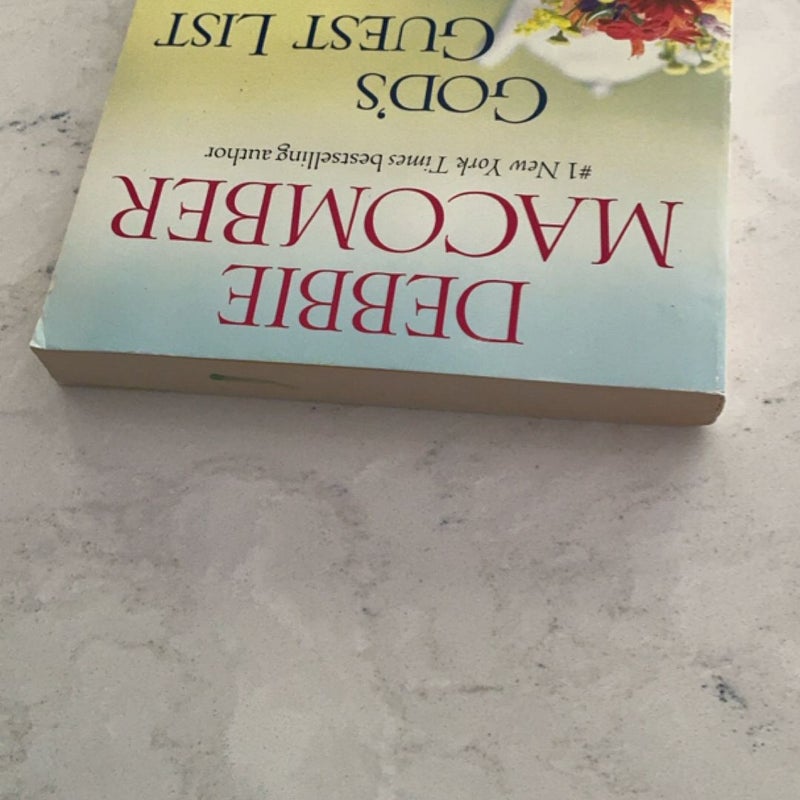 DEBBIE
MACOMBER
#1 New York Times bestselling author
GOD'S
GUEST LIST